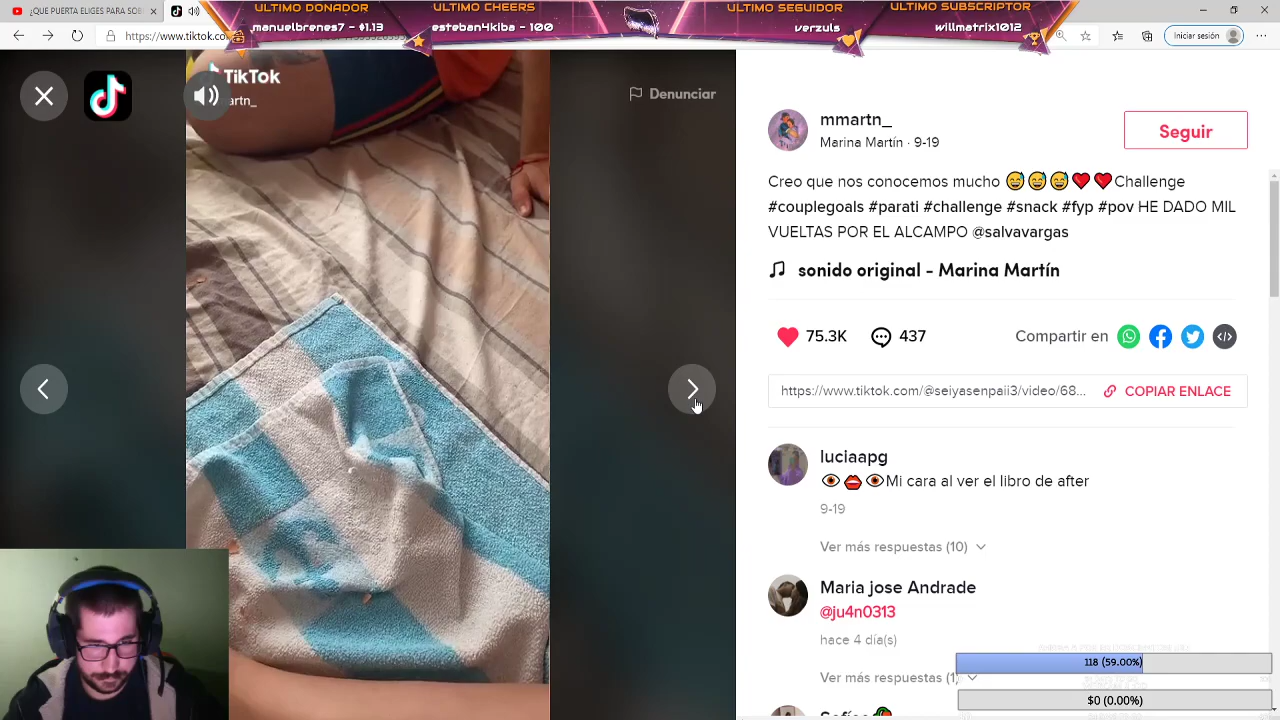 ULTIMO DONADOR
manuelbrenes7 - $1.13
ULTIMO CHEERS
esteban4kiba - 100
ULTIMO SEGUIDOR
verzuls
ULTIMO SUBSCRIPTOR
willmatrix1012
¿QUÉPUERTA ELIGES PARA SOB
¿A
https://www.tiktok.co
Iniciar sesión
TikTok
artn_
Denunciar
mmartn_
Marina Martín · 9-19
Seguir
Creo que nos conocemos mucho 😅😅😅❤️❤️Challenge
#couplegoals #parati #challenge #snack #fyp #pov HE DADO MIL
VUELTAS POR EL ALCAMPO @salvavargas
sonido original - Marina Martín
75.3K
437
Compartir en
https://www.tiktok.com/@seiyasenpaii3/video/68...
COPIAR ENLACE
luciaapg
👁️👄👁️Mi cara al ver el libro de after
9-19
Ver más respuestas (10)
Maria jose Andrade
@ju4n0313
hace 4 día(s)
Ver más respuestas (1)
118 (59.00%)
$0 (0.00%)